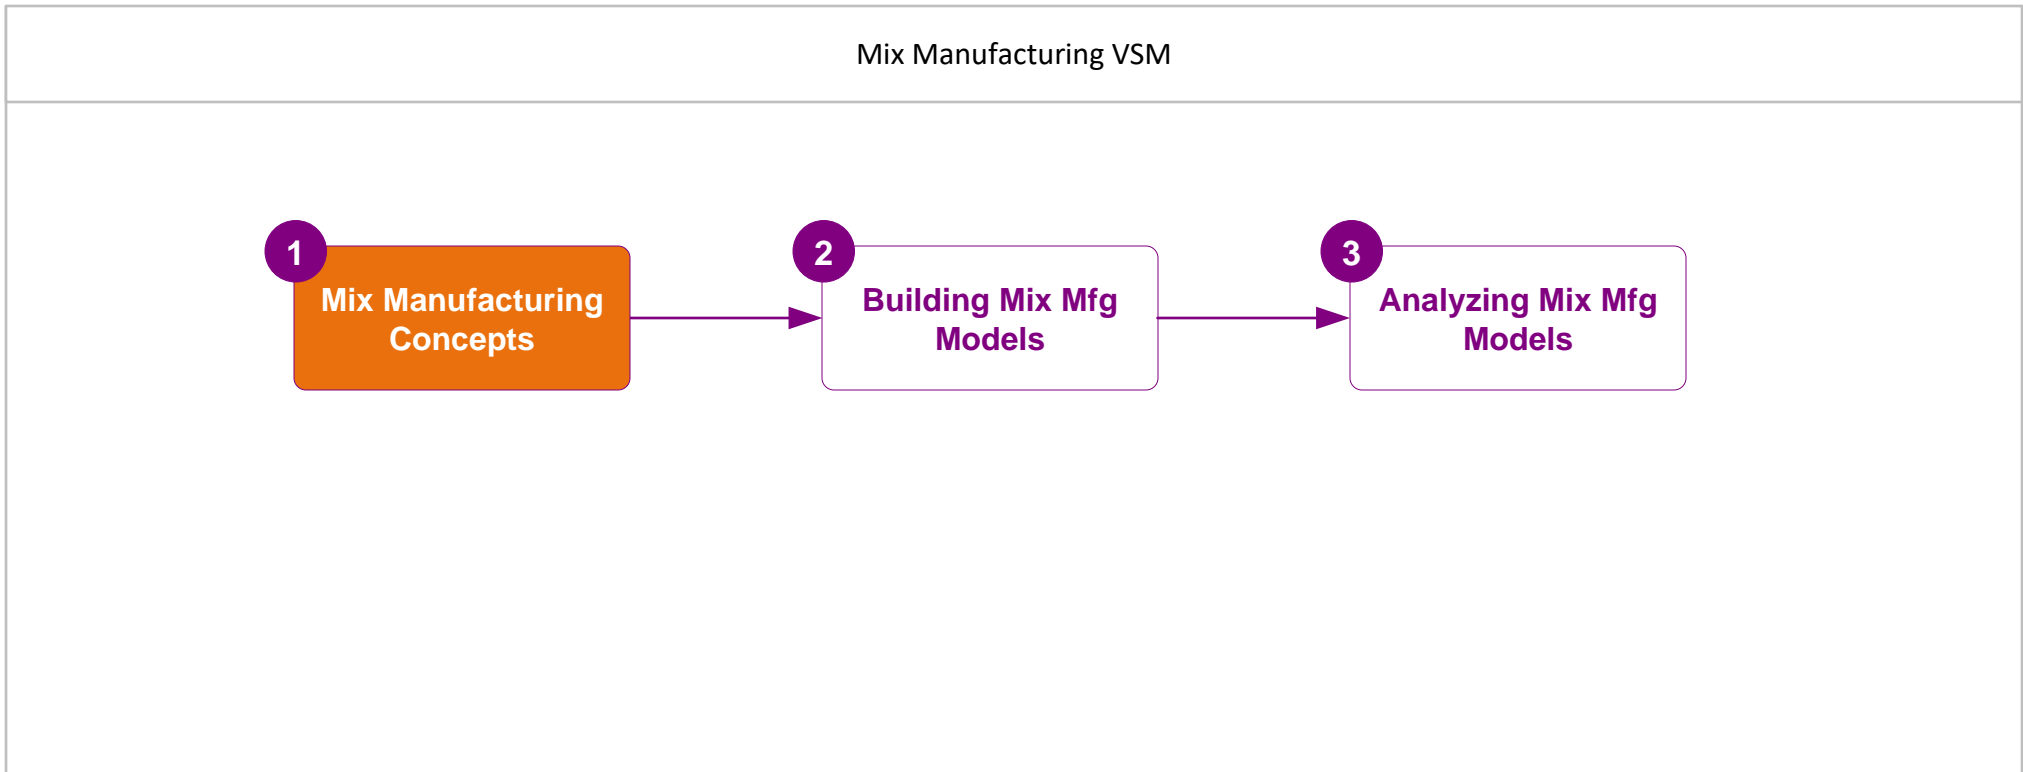 Mix Manufacturing VSM
1
Mix Manufacturing
Concepts
2
Building Mix Mfg
Models
3
Analyzing Mix Mfg
Models